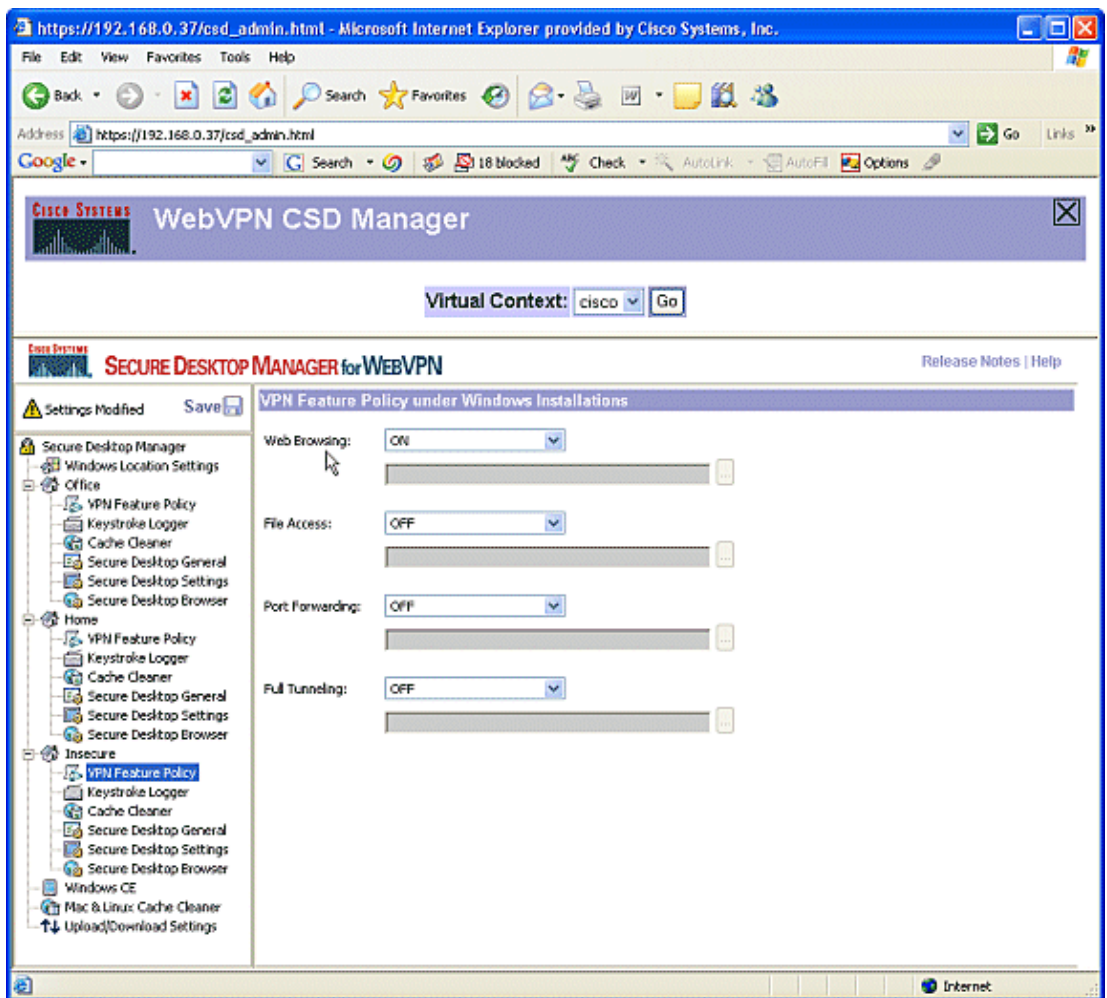 https://192.168.0.37/csd_admin.html - Microsoft Internet Explorer provided by Cisco Systems, Inc.
File Edit View Favorites Tools Help
Back Search Favorites
Address https://192.168.0.37/csd_admin.html Go Links »
Google Search 18 blocked Check AutoLink AutoFill Options
CISCO SYSTEMS
WebVPN CSD Manager
Virtual Context: cisco Go
CISCO SYSTEMS
SECURE DESKTOP MANAGER for WEBVPN
Release Notes | Help
Settings Modified Save
VPN Feature Policy under Windows Installations
Secure Desktop Manager
Windows Location Settings
Office
VPN Feature Policy
Keystroke Logger
Cache Cleaner
Secure Desktop General
Secure Desktop Settings
Secure Desktop Browser
Home
VPN Feature Policy
Keystroke Logger
Cache Cleaner
Secure Desktop General
Secure Desktop Settings
Secure Desktop Browser
Insecure
VPN Feature Policy
Keystroke Logger
Cache Cleaner
Secure Desktop General
Secure Desktop Settings
Secure Desktop Browser
Windows CE
Mac & Linux Cache Cleaner
Upload/Download Settings
Web Browsing: ON
...
File Access: OFF
...
Port Forwarding: OFF
...
Full Tunneling: OFF
...
Internet